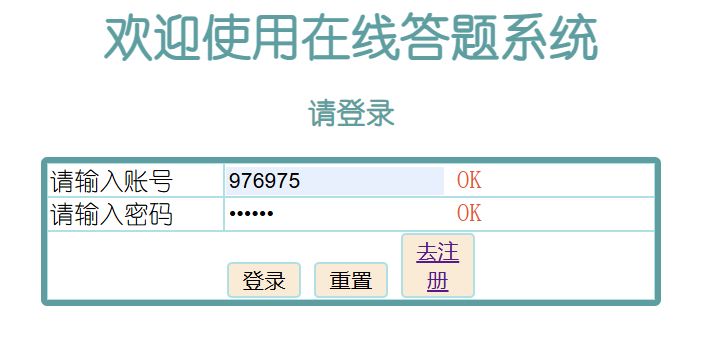 欢迎使用在线答题系统
请登录
请输入账号 976975 OK
请输入密码 •••••• OK
登录 重置 去注
册